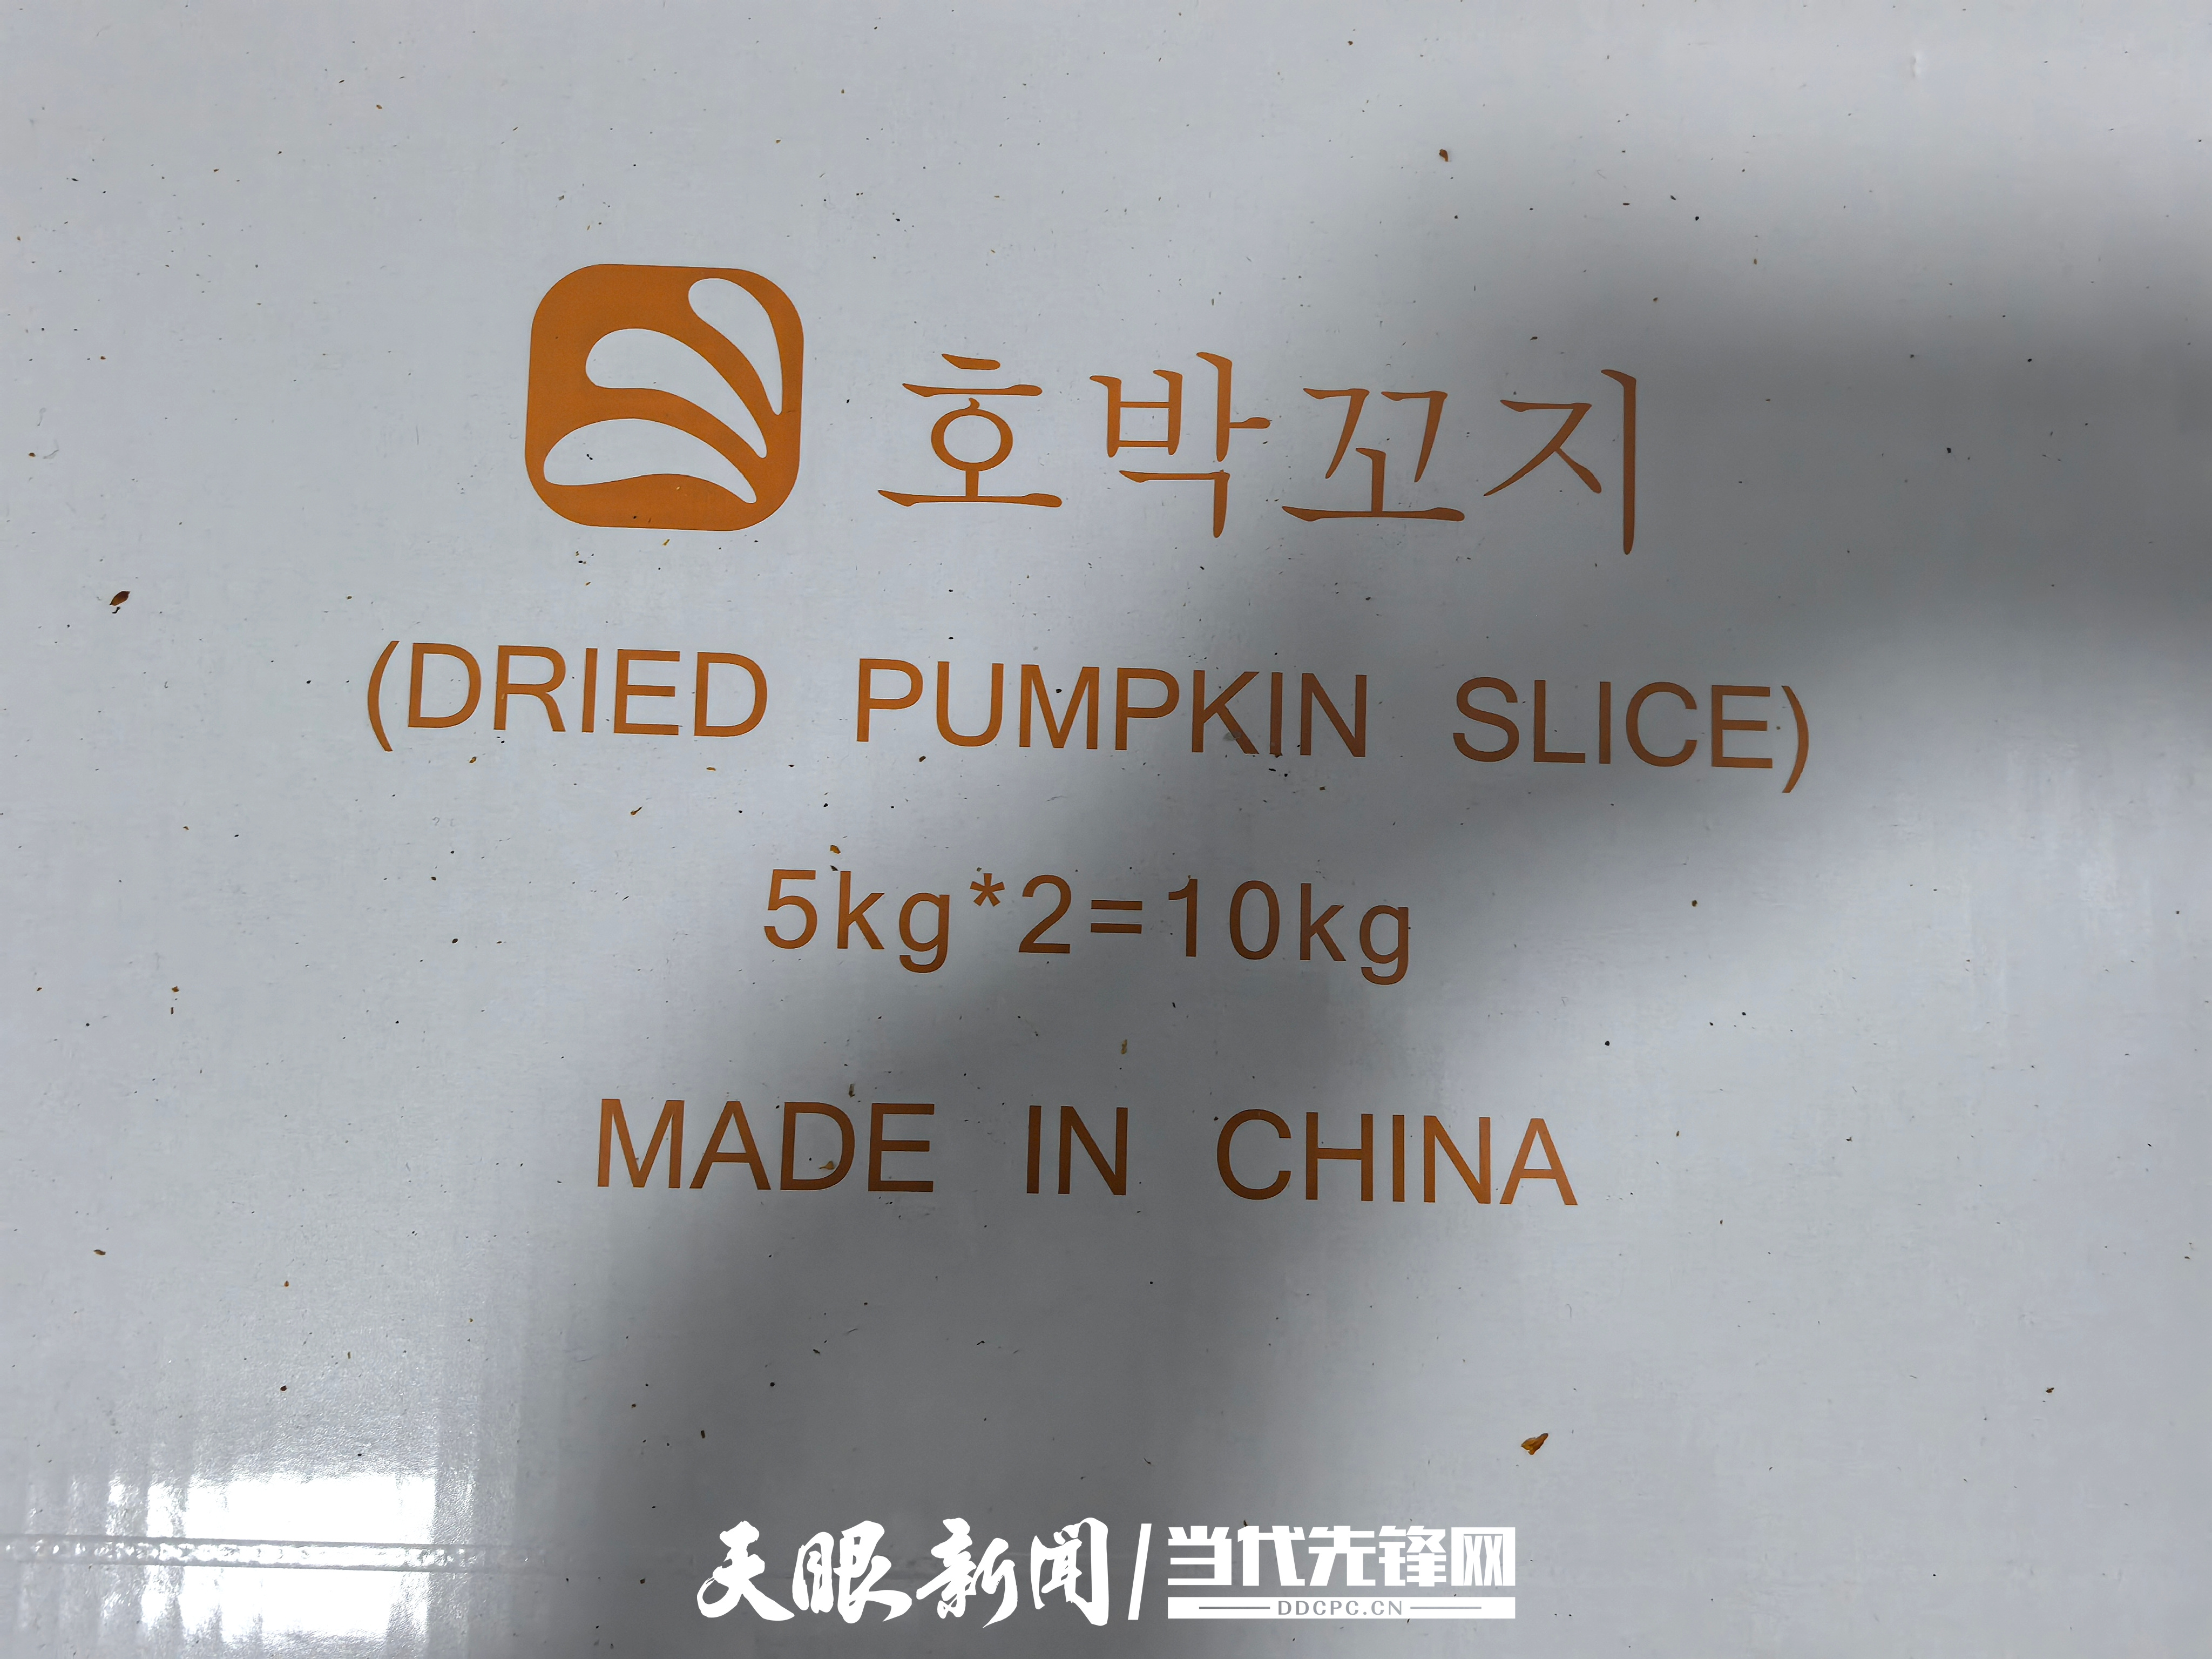 호박꼬지
(DRIED PUMPKIN SLICE)
5kg*2=10kg
MADE IN CHINA
天眼新闻/当代先锋网
DDCPC.CN